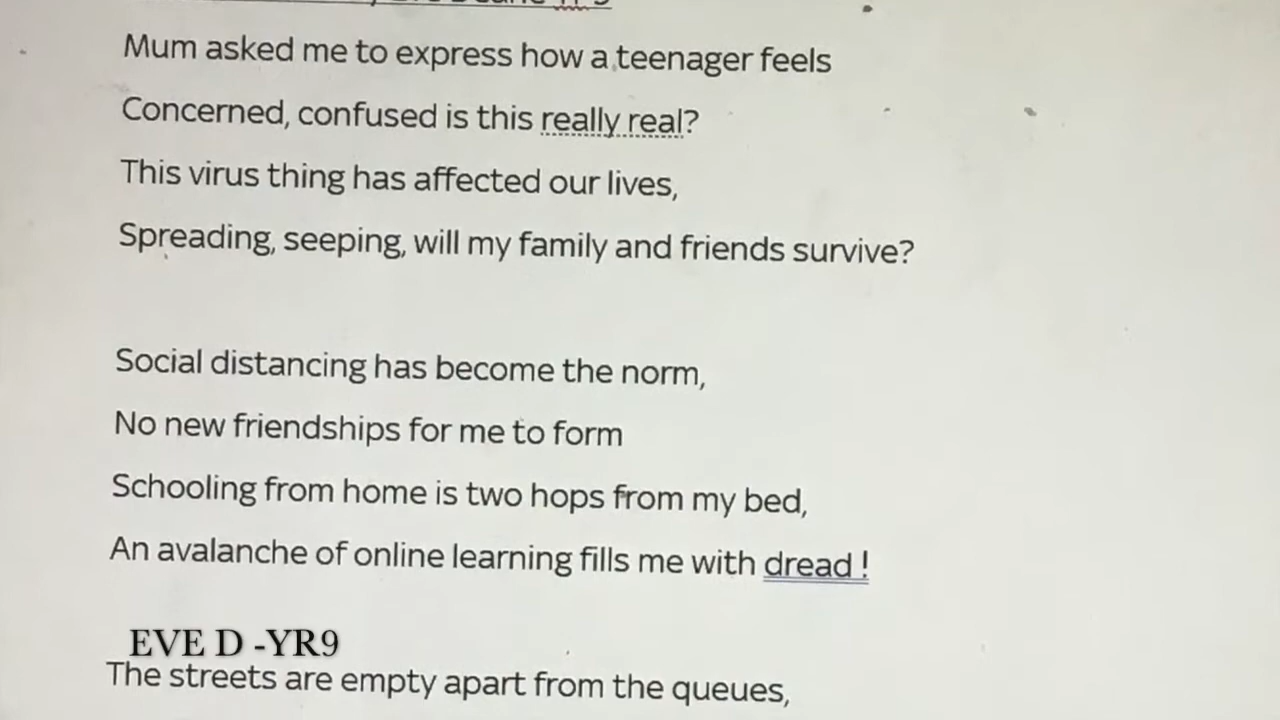 Mum asked me to express how a teenager feels
Concerned, confused is this really real?
This virus thing has affected our lives,
Spreading, seeping, will my family and friends survive?
Social distancing has become the norm,
No new friendships for me to form
Schooling from home is two hops from my bed,
An avalanche of online learning fills me with dread !
EVE D -YR9
The streets are empty apart from the queues,